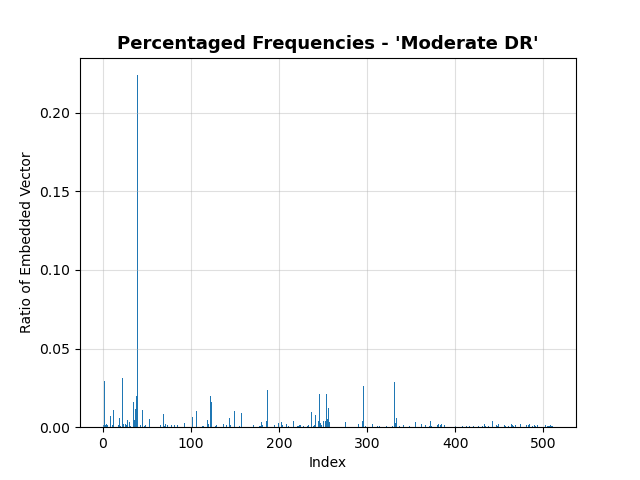 Percentaged Frequencies - 'Moderate DR'
Ratio of Embedded Vector
0.20
0.15
0.10
0.05
0.00
0 100 200 300 400 500
Index